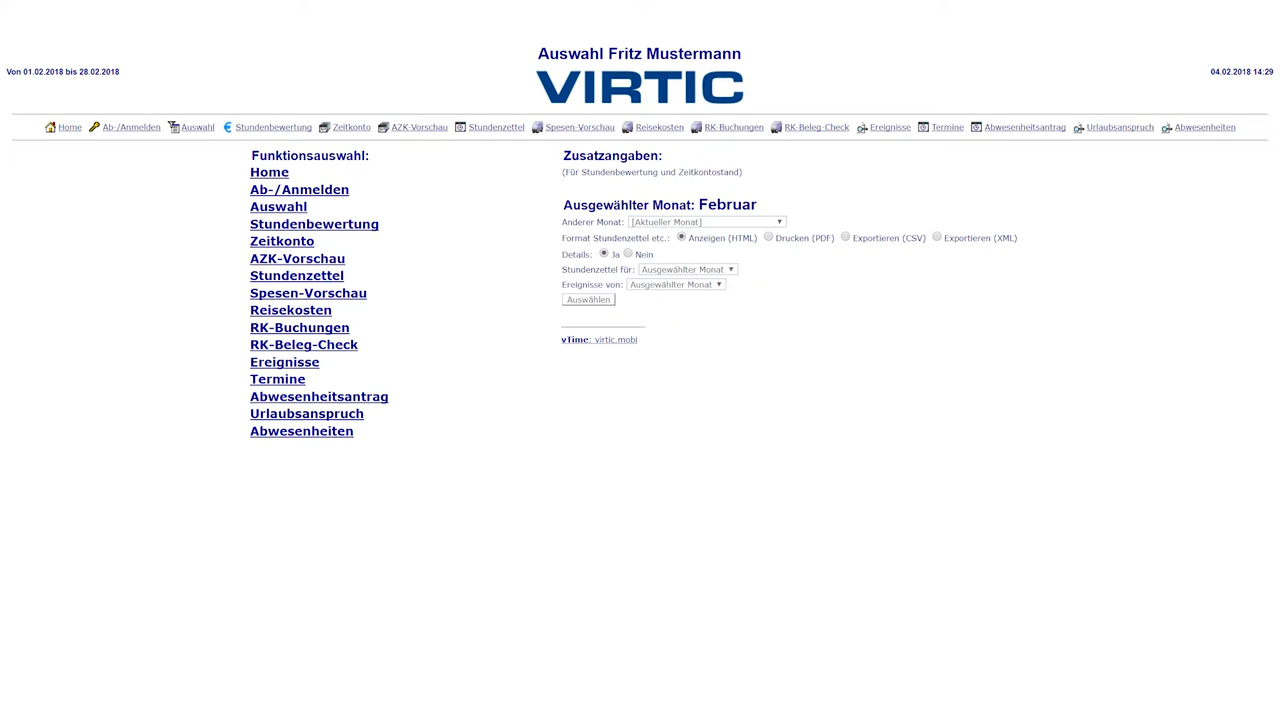 Auswahl Fritz Mustermann
Von 01.02.2018 bis 28.02.2018
04.02.2018 14:29
VIRTIC
Home Ab-/Anmelden Auswahl Stundenbewertung Zeitkonto AZK-Vorschau Stundenzettel Spesen-Vorschau Reisekosten RK-Buchungen RK-Beleg-Check Ereignisse Termine Abwesenheitsantrag Urlaubsanspruch Abwesenheiten
Funktionsauswahl:
Home
Ab-/Anmelden
Auswahl
Stundenbewertung
Zeitkonto
AZK-Vorschau
Stundenzettel
Spesen-Vorschau
Reisekosten
RK-Buchungen
RK-Beleg-Check
Ereignisse
Termine
Abwesenheitsantrag
Urlaubsanspruch
Abwesenheiten
Zusatzangaben:
(Für Stundenbewertung und Zeitkontostand)
Ausgewählter Monat: Februar
Anderer Monat: [Aktueller Monat]
Format Stundenzettel etc.: Anzeigen (HTML) Drucken (PDF) Exportieren (CSV) Exportieren (XML)
Details: Ja Nein
Stundenzettel für: Ausgewählter Monat
Ereignisse von: Ausgewählter Monat
Auswählen
vTime: virtic.mobi